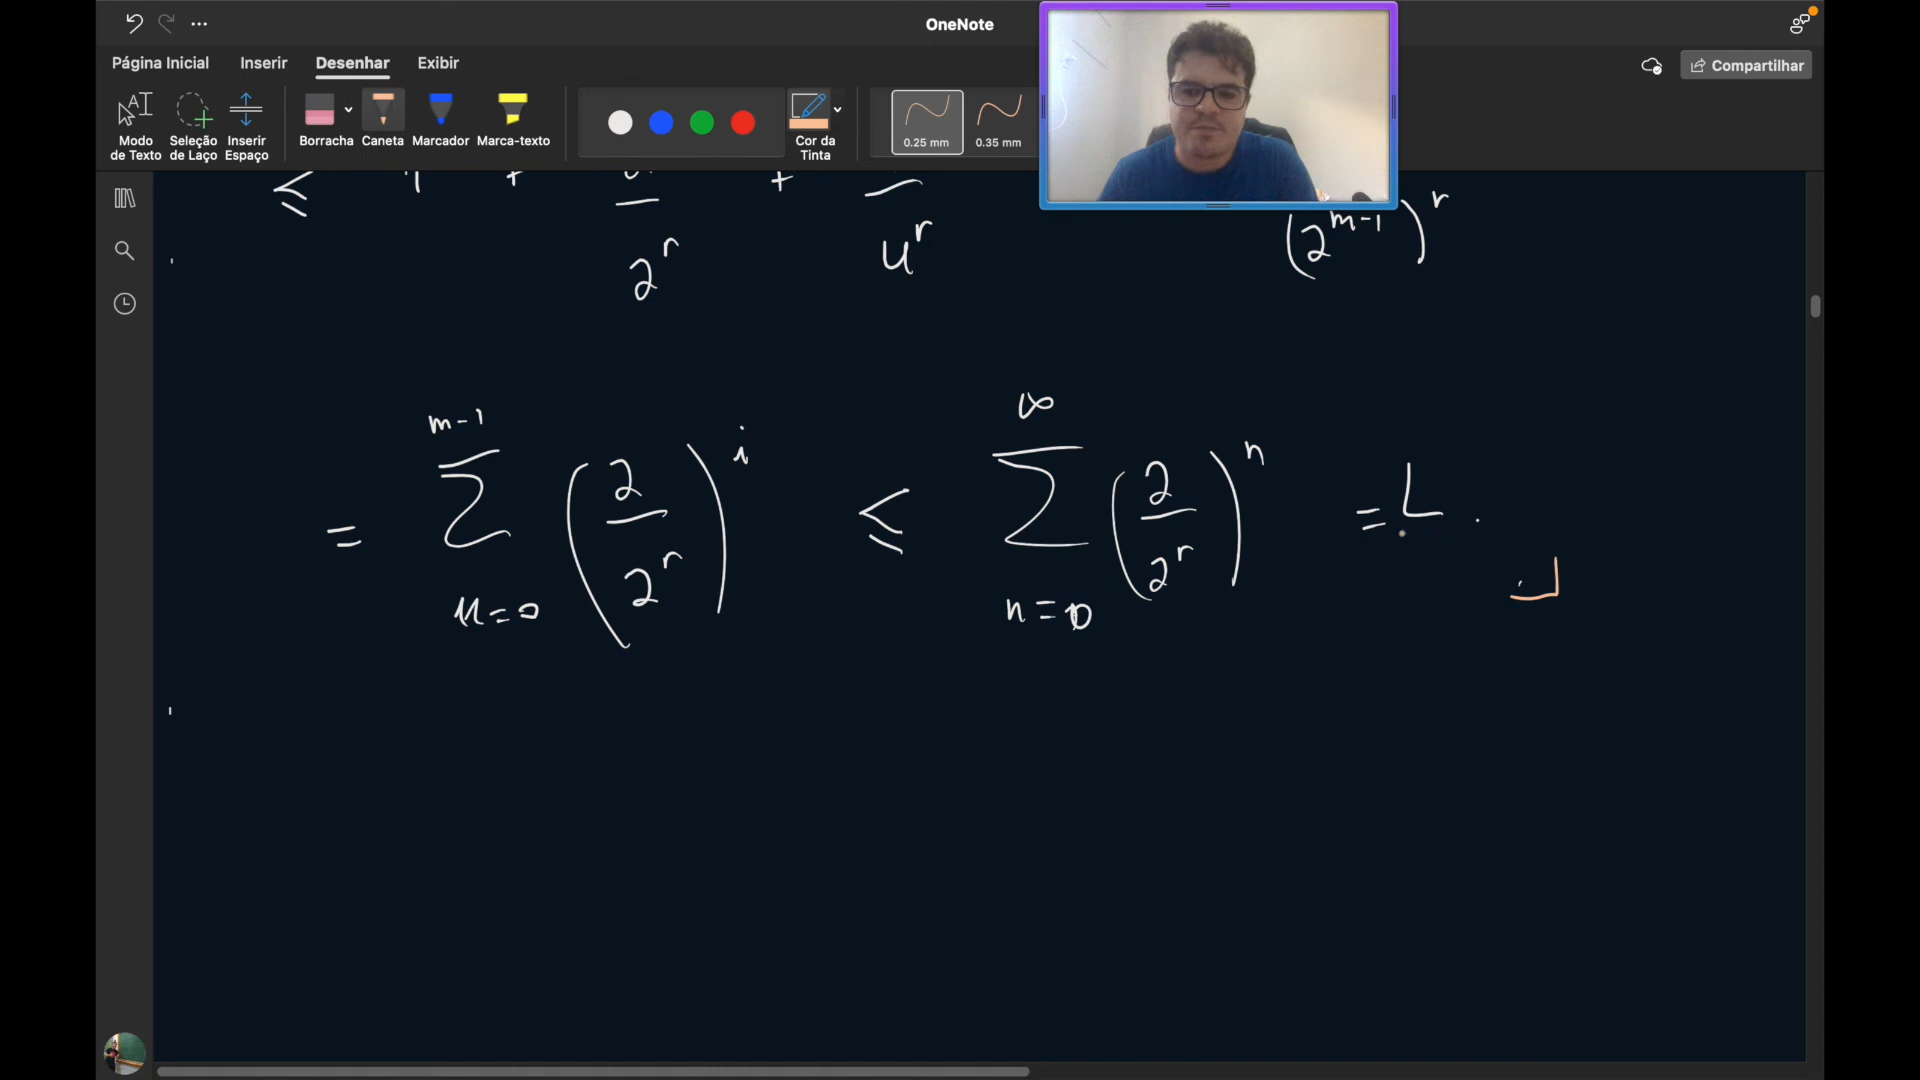 OneNote
Página Inicial Inserir Desenhar Exibir
Compartilhar
Modo de Texto
Seleção de Laço
Inserir Espaço
Borracha
Caneta
Marcador
Marca-texto
Cor da Tinta
0.25 mm
0.35 mm
≤ 1 + /2^r + /4^r (2^{m-1})^r
= ∑_{n=0}^{m-1} (2/2^r)^i ≤ ∑_{n=0}^{∞} (2/2^r)^n = L .